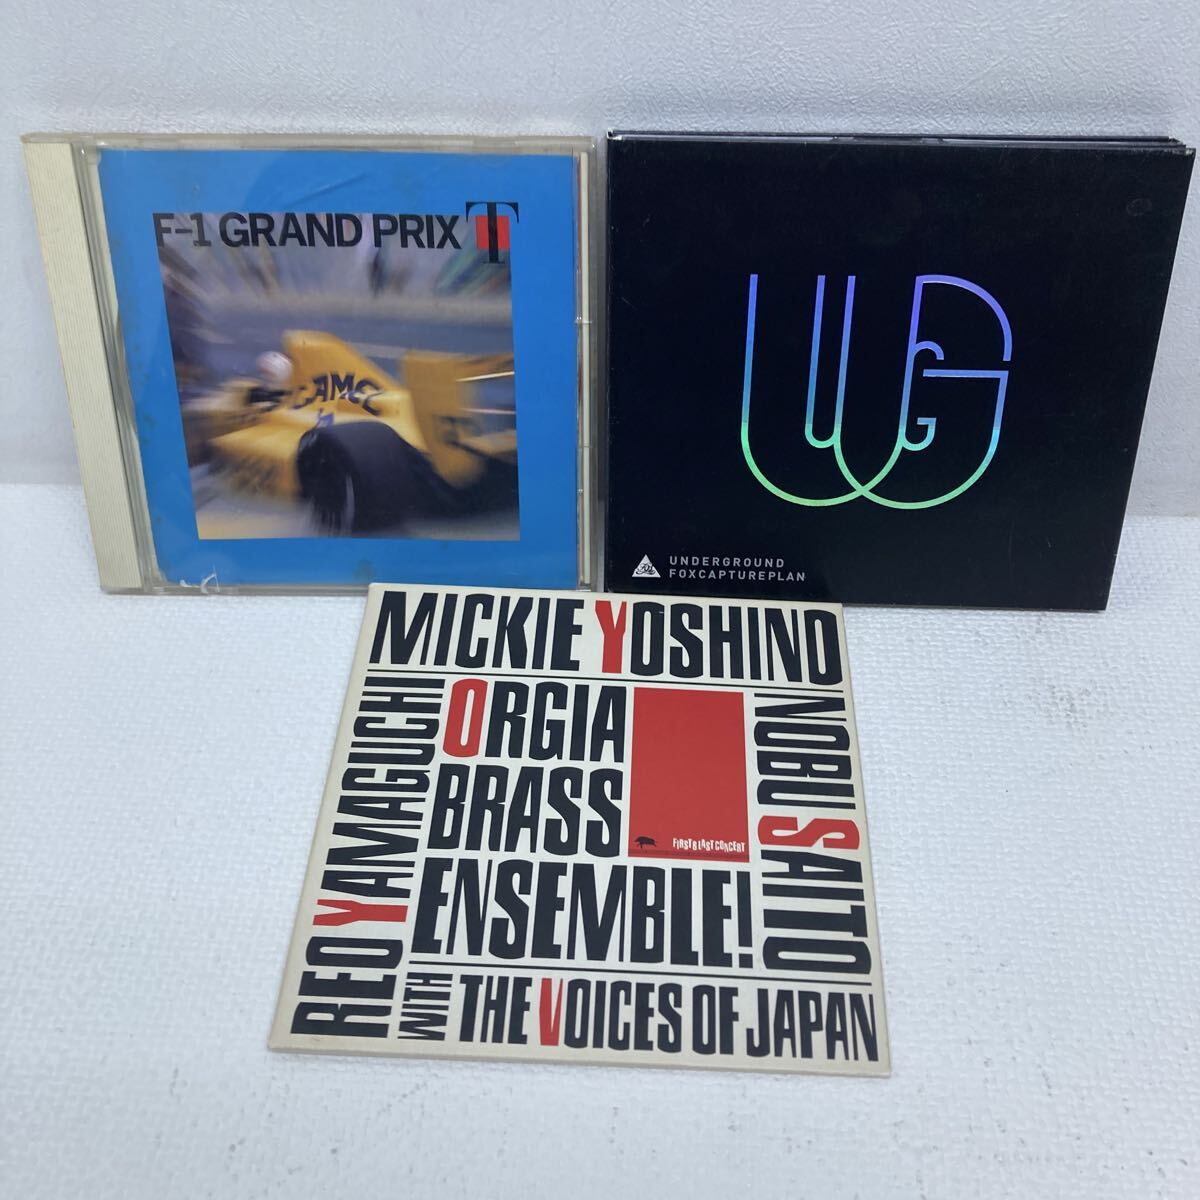 F-1 GRAND PRIX T
CAMEL
UG
UNDERGROUND
FOXCAPTUREPLAN
MICKIE YOSHINO
REO YAMAGUCHI
ORGIA
BRASS
ENSEMBLE!
FIRST&LAST CONCERT
NOBU SAITO
WITH THE VOICES OF JAPAN